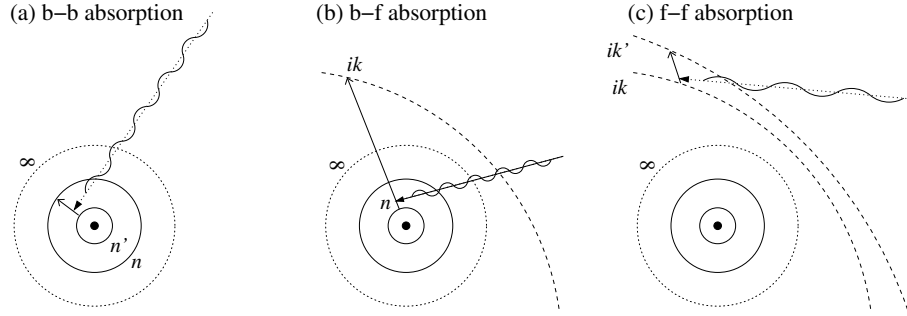 (a) b−b absorption
(b) b−f absorption
(c) f−f absorption
∞
n'
n
ik
∞
n
ik’
ik
∞